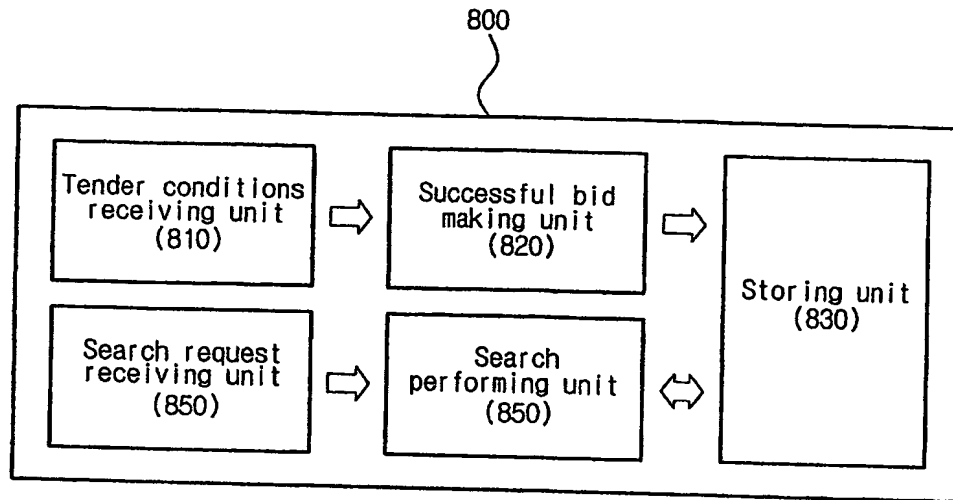 800
Tender conditions
receiving unit
(810)
Successful bid
making unit
(820)
Storing unit
(830)
Search request
receiving unit
(850)
Search
performing unit
(850)